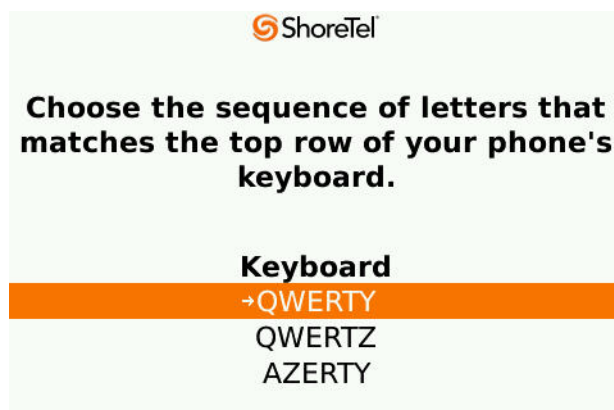 ShoreTel
Choose the sequence of letters that
matches the top row of your phone's
keyboard.
Keyboard
→QWERTY
QWERTZ
AZERTY